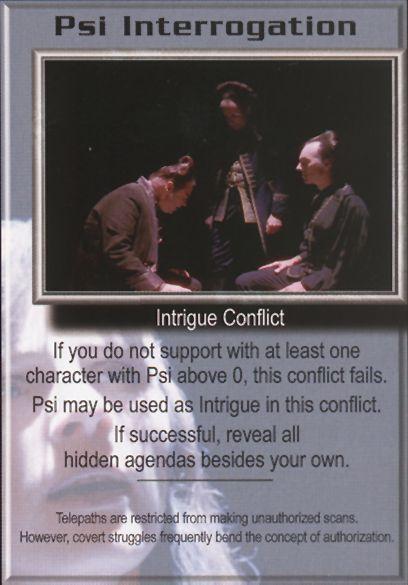 Psi Interrogation
Intrigue Conflict
If you do not support with at least one
character with Psi above 0, this conflict fails.
Psi may be used as Intrigue in this conflict.
If successful, reveal all
hidden agendas besides your own.
Telepaths are restricted from making unauthorized scans.
However, covert struggles frequently bend the concept of authorization.